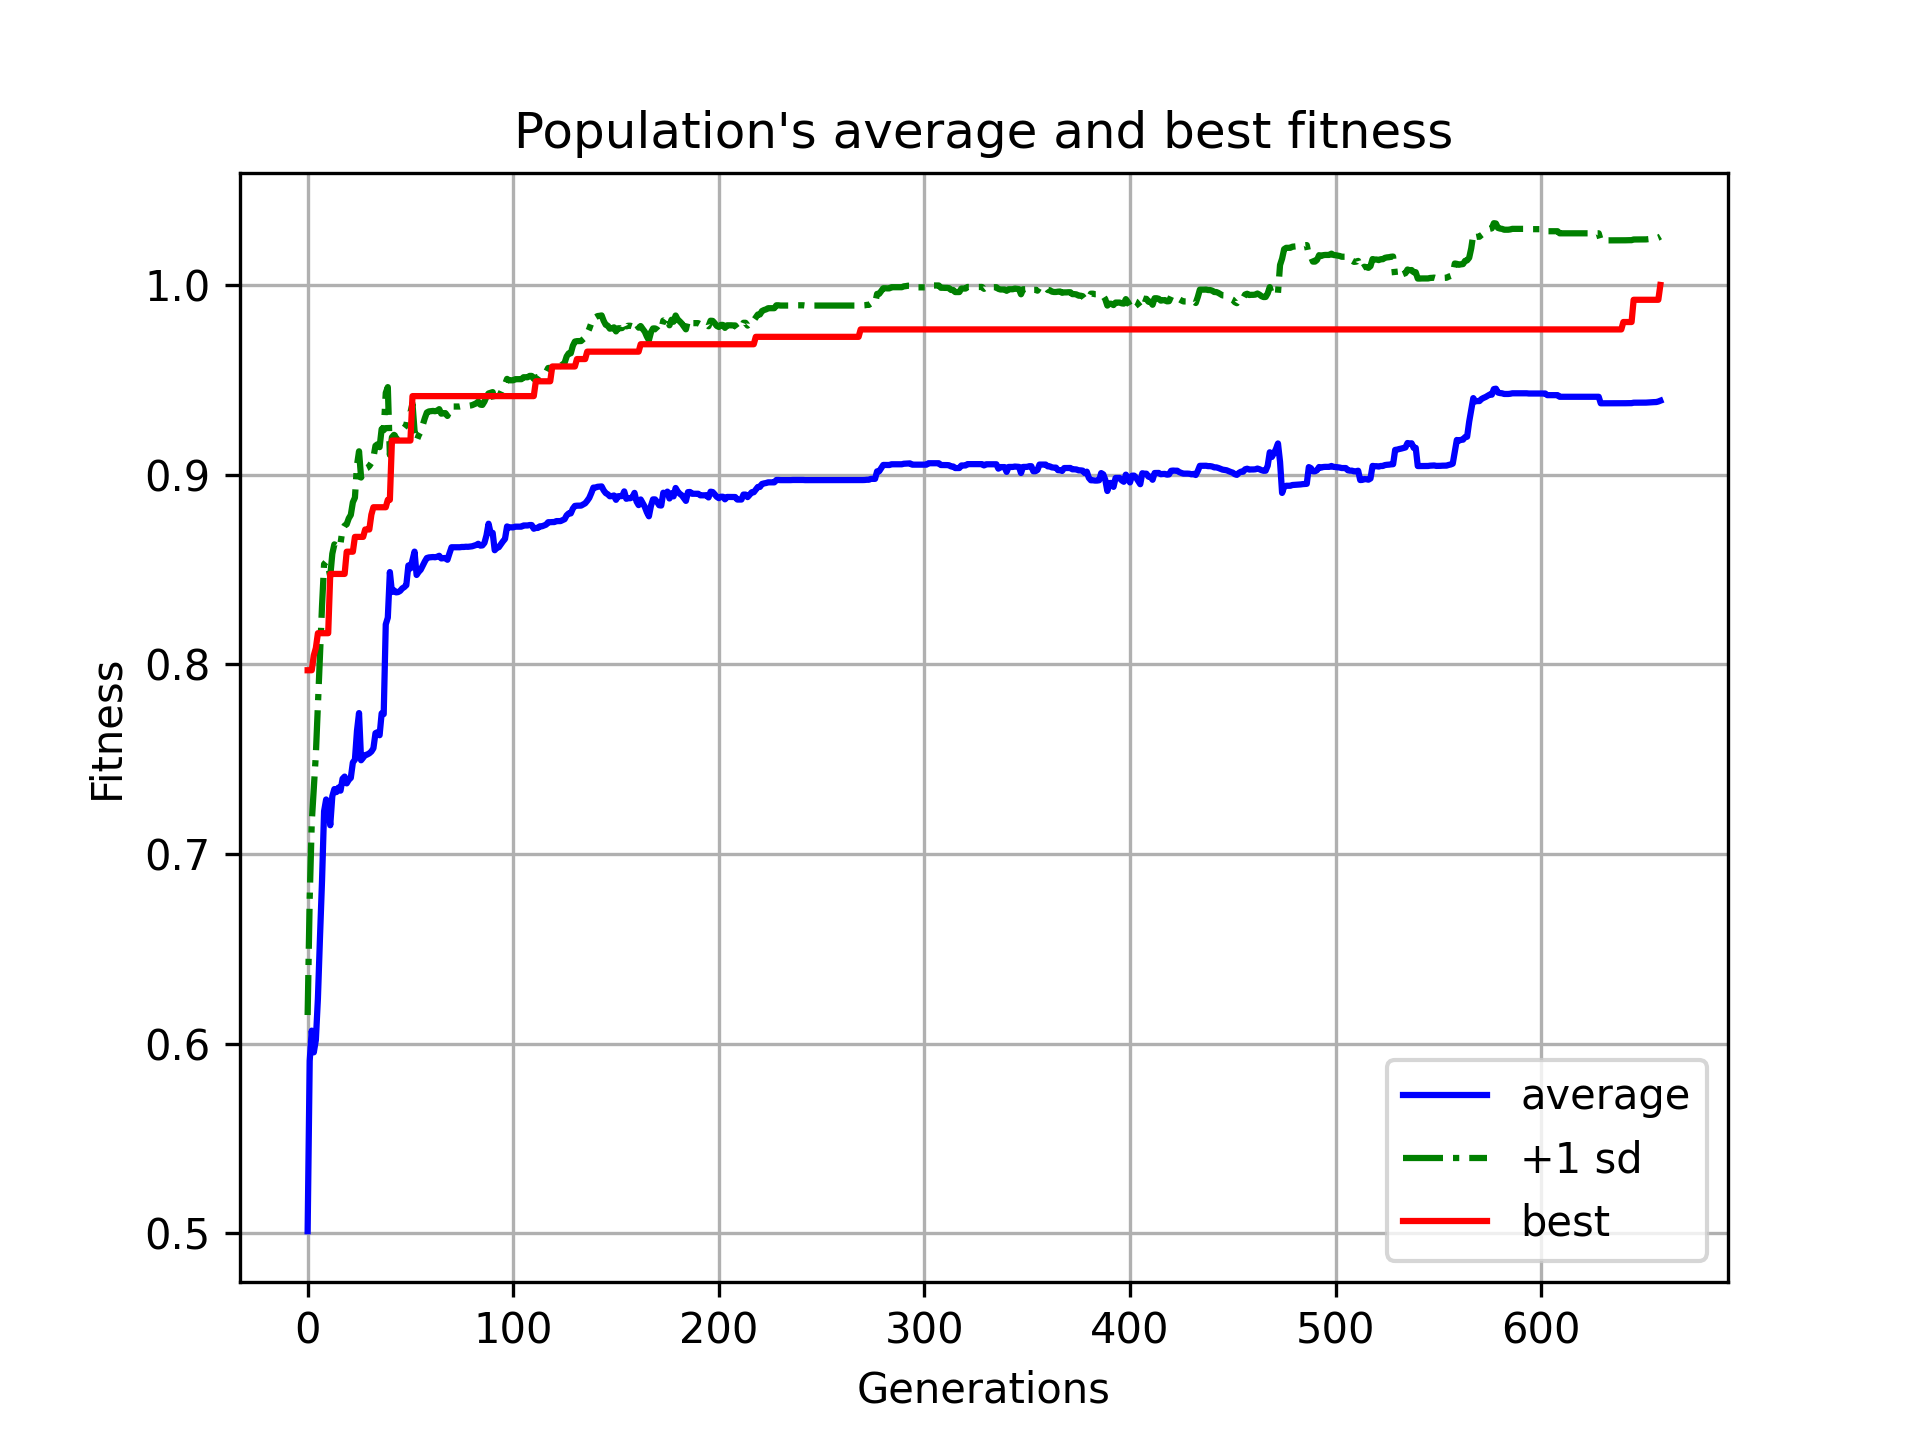 Population's average and best fitness
Fitness
1.0
0.9
0.8
0.7
0.6
0.5
0 100 200 300 400 500 600
Generations
average
+1 sd
best